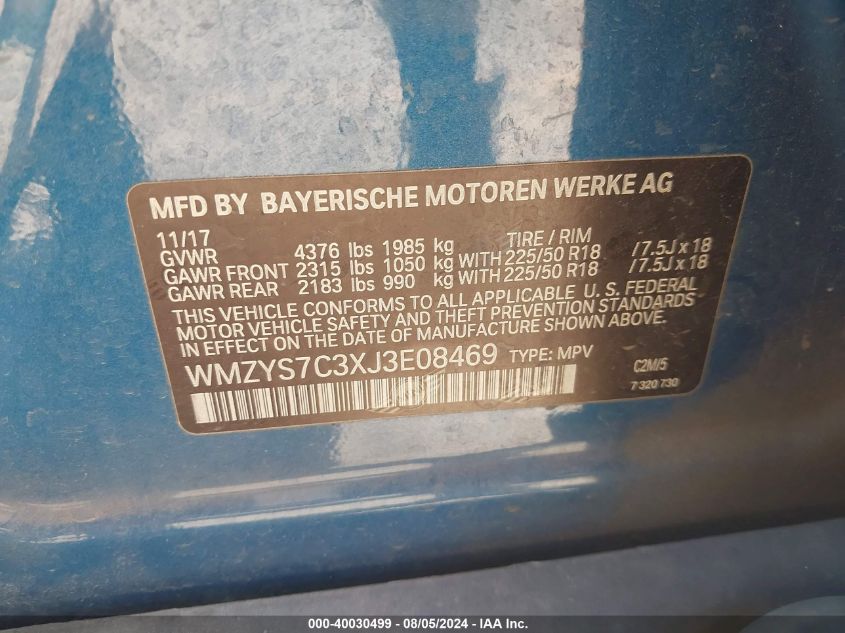 MFD BY BAYERISCHE MOTOREN WERKE AG
11/17 TIRE / RIM
GVWR 4376 lbs 1985 kg
GAWR FRONT 2315 lbs 1050 kg WITH 225/50 R18 /7.5J x 18
GAWR REAR 2183 lbs 990 kg WITH 225/50 R18 /7.5J x 18
THIS VEHICLE CONFORMS TO ALL APPLICABLE U. S. FEDERAL
MOTOR VEHICLE SAFETY AND THEFT PREVENTION STANDARDS
IN EFFECT ON THE DATE OF MANUFACTURE SHOWN ABOVE.
WMZYS7C3XJ3E08469 TYPE: MPV C2M/5
7 320 730
000-40030499 - 08/05/2024 - IAA Inc.